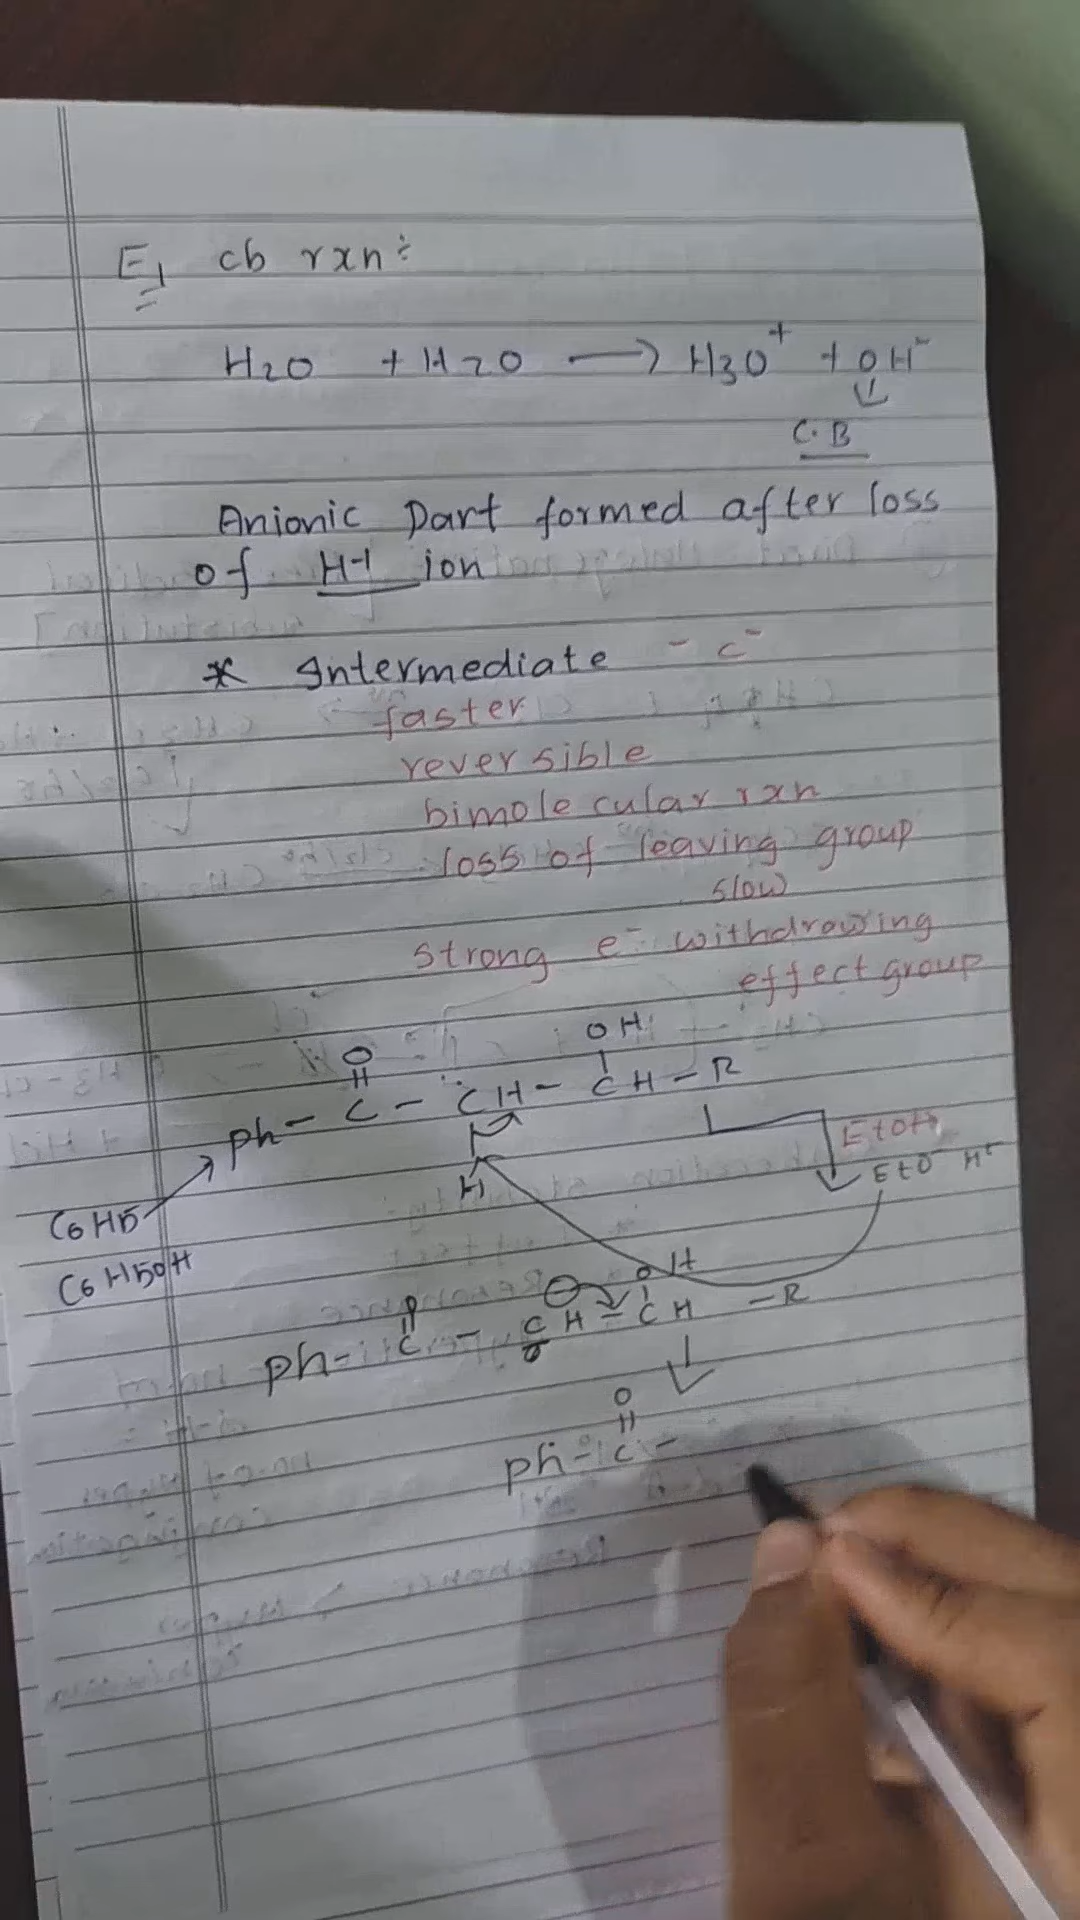 E1 cb rxn:
H2O + H2O ⟶ H3O+ + OH-
C.B
Anionic Part formed after loss
of H+ ion
* Intermediate - C-
faster
reversible
bimolecular rxn
loss of leaving group
slow
strong e- withdrawing
effect group
O OH
Ph - C - CH - CH - R
H
EtOH
EtO- H+
C6H5
C6H5OH
O OH
Ph - C - CH - CH - R
O
Ph - C -